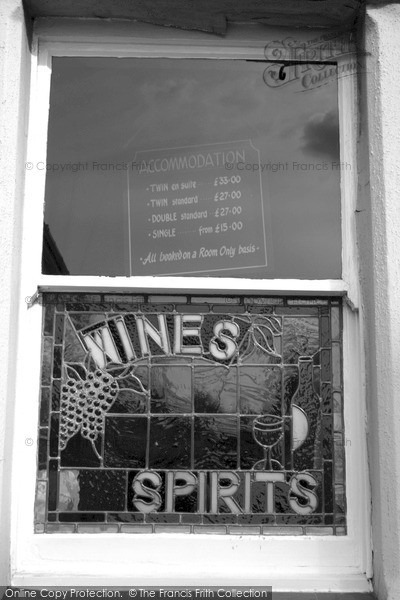 The Francis Frith Collection
© Copyright Francis Frith
ACCOMMODATION
- TWIN en suite £33-00
- TWIN standard £27-00
- DOUBLE standard £27-00
- SINGLE from £15-00
- All booked on a Room Only basis -
WINES
SPIRITS
Online Copy Protection. © Copyright The Francis Frith Collection.